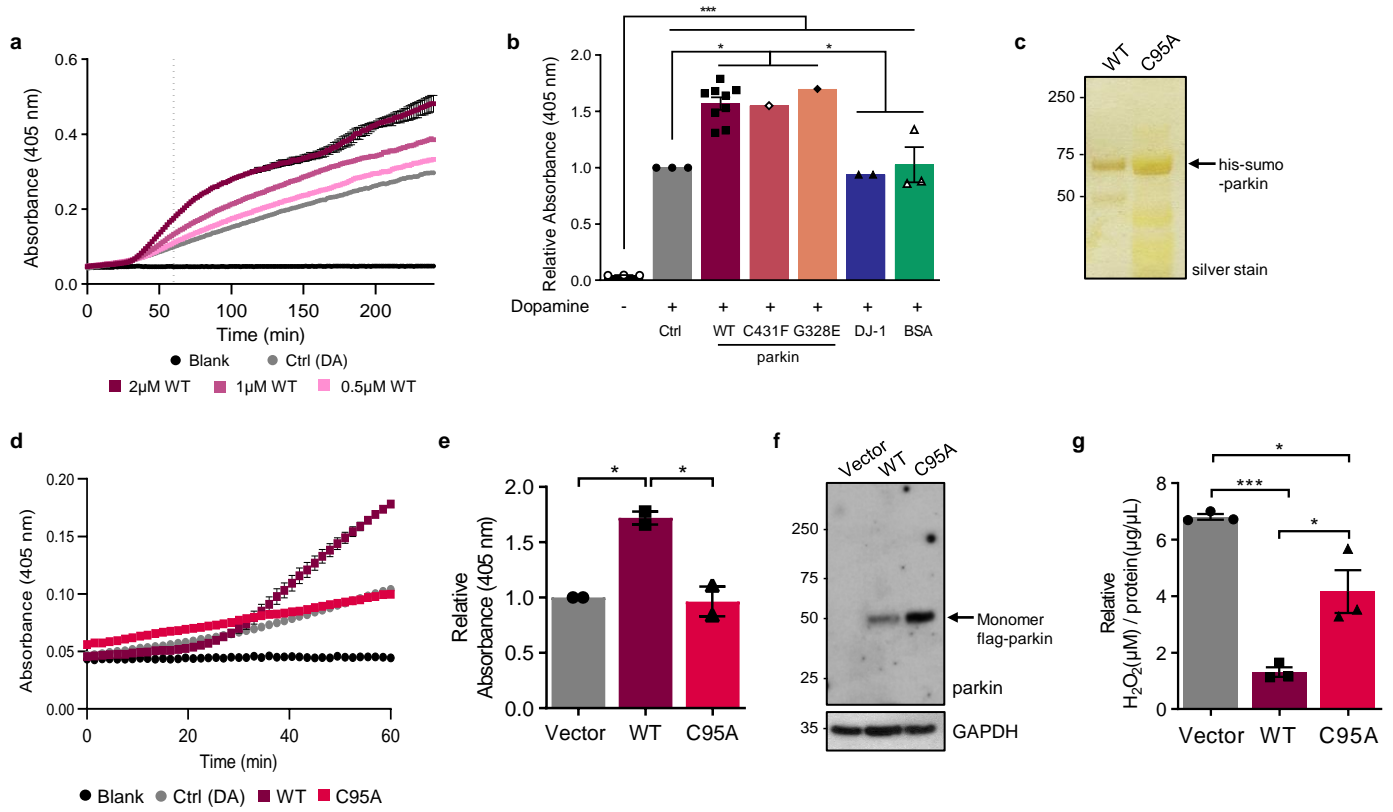 a
Absorbance (405 nm)
0.6
0.4
0.2
0.0
0 50 100 150 200
Time (min)
Blank Ctrl (DA)
2µM WT 1µM WT 0.5µM WT
b
***
* *
Relative Absorbance (405 nm)
2.0
1.5
1.0
0.5
0.0
Dopamine - + + + + + +
Ctrl WT C431F G328E DJ-1 BSA
parkin
c
WT C95A
250
75
50
his-sumo
-parkin
silver stain
d
Absorbance (405 nm)
0.20
0.15
0.10
0.05
0.00
0 20 40 60
Time (min)
Blank Ctrl (DA) WT C95A
e
* *
Relative
Absorbance (405 nm)
2.0
1.5
1.0
0.5
0.0
Vector WT C95A
f
Vector WT C95A
250
75
50
25
Monomer
flag-parkin
parkin
35
GAPDH
g
*
***
*
Relative
H₂O₂(µM) / protein(µg/µL)
8
6
4
2
0
Vector WT C95A